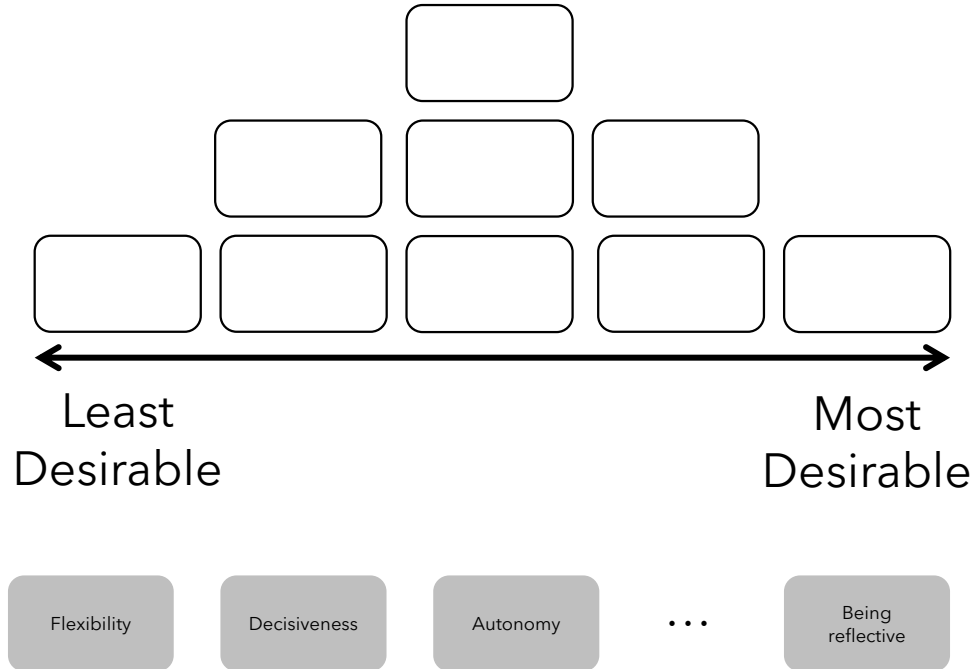 Least
Desirable
Most
Desirable
Flexibility
Decisiveness
Autonomy
...
Being
reflective